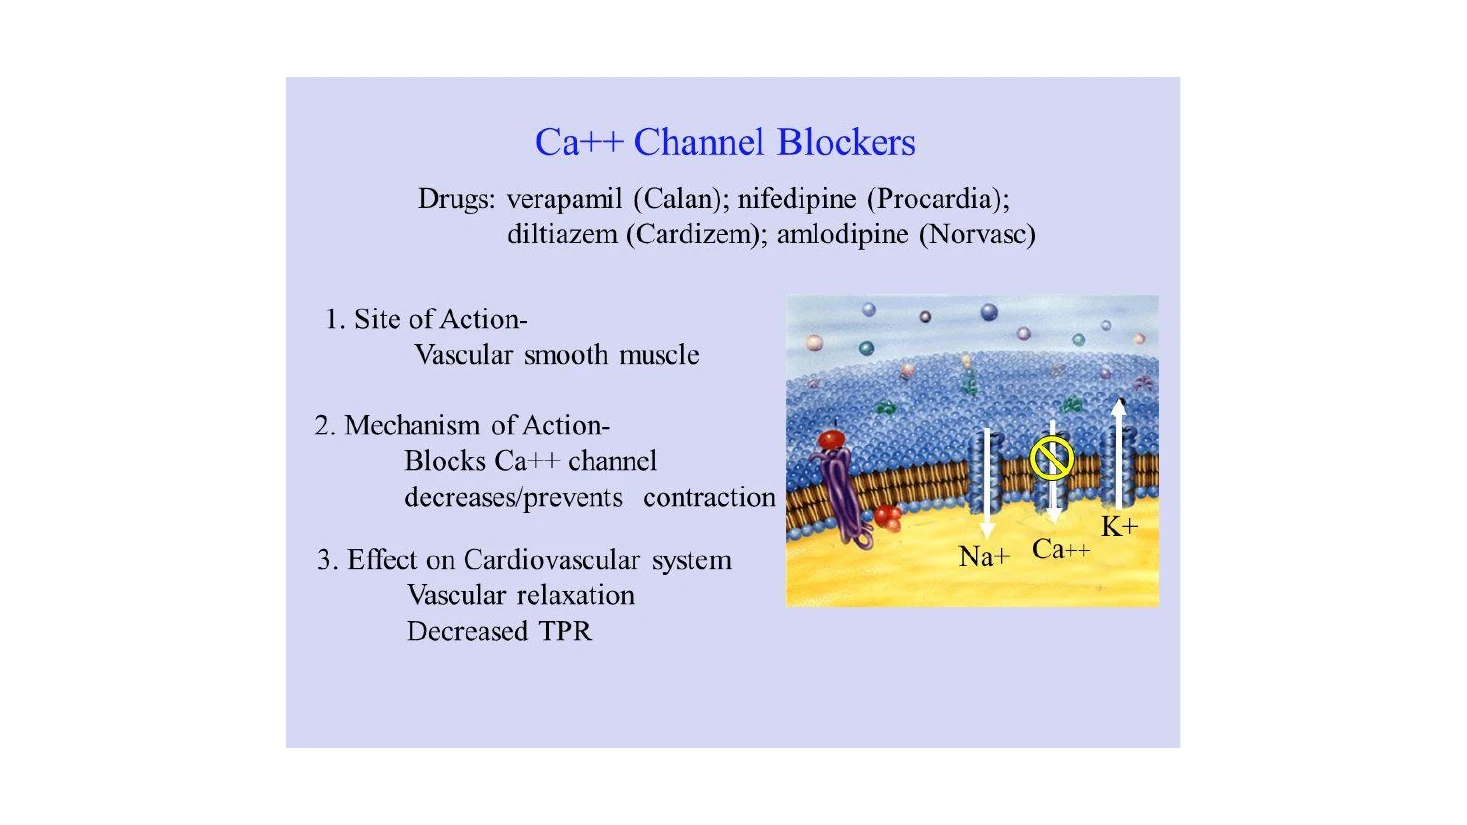 Ca++ Channel Blockers
Drugs: verapamil (Calan); nifedipine (Procardia);
diltiazem (Cardizem); amlodipine (Norvasc)
1. Site of Action-
Vascular smooth muscle
2. Mechanism of Action-
Blocks Ca++ channel
decreases/prevents contraction
3. Effect on Cardiovascular system
Vascular relaxation
Decreased TPR
Na+
Ca++
K+